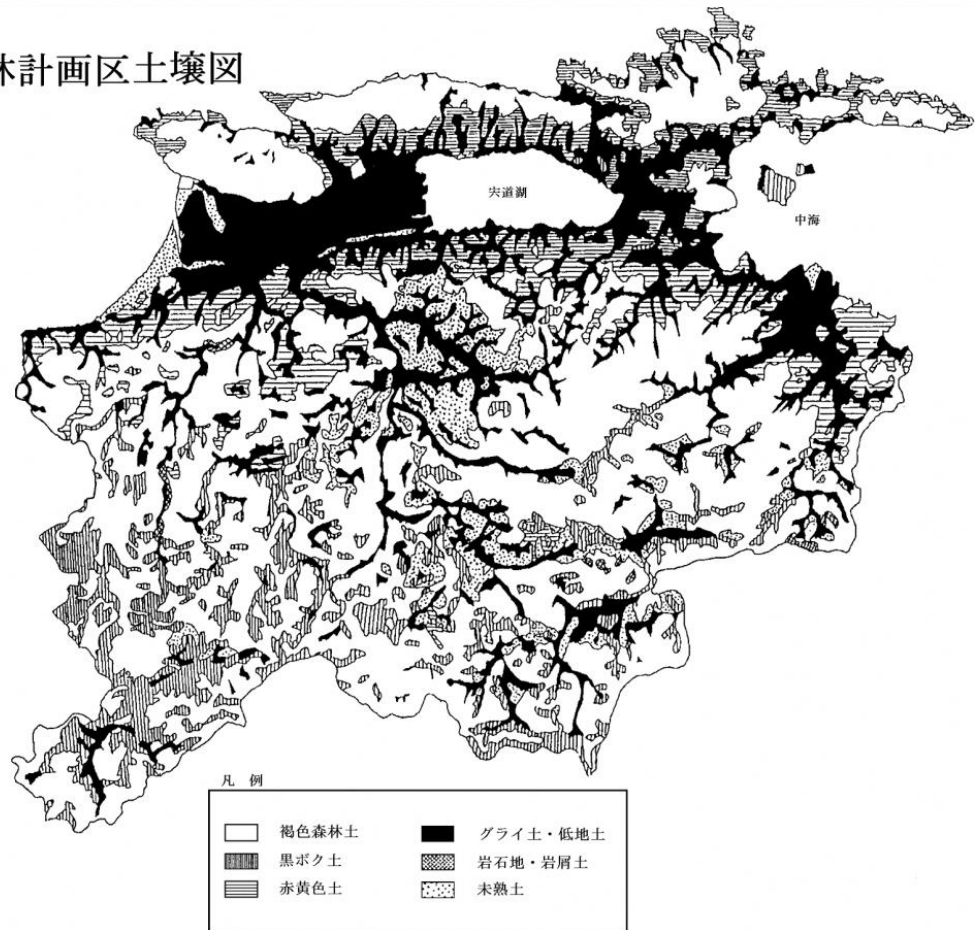 林計画区土壌図
宍道湖
中海
凡 例
褐色森林土
グライ土・低地土
黒ボク土
岩石地・岩屑土
赤黄色土
未熟土